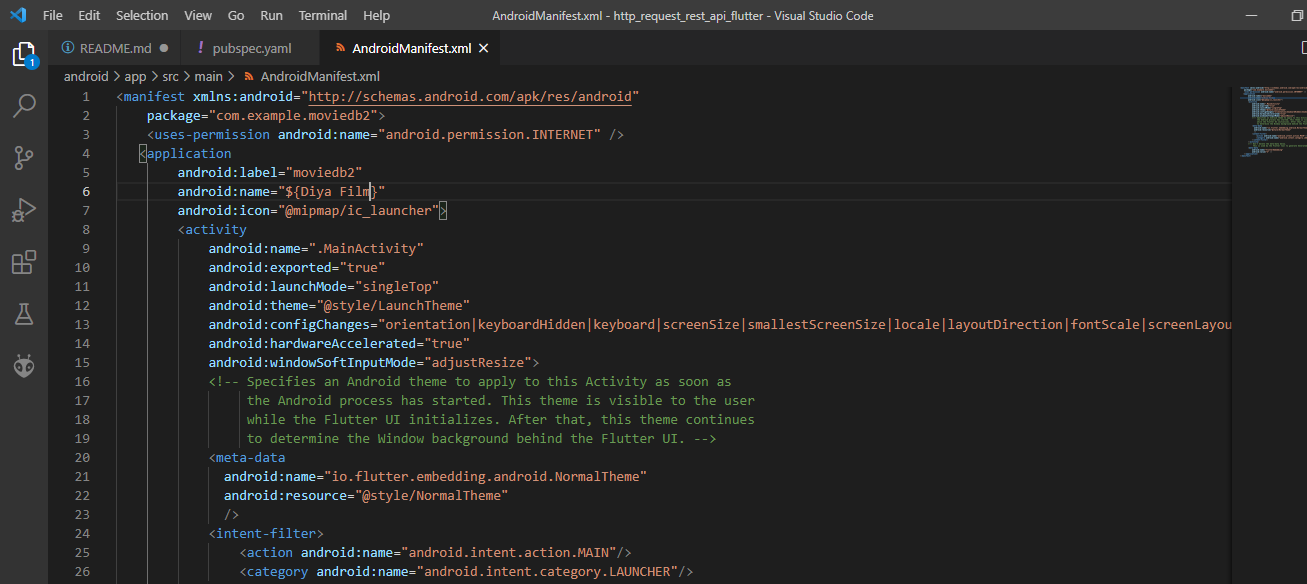 File Edit Selection View Go Run Terminal Help AndroidManifest.xml - http_request_rest_api_flutter - Visual Studio Code
README.md ● ! pubspec.yaml AndroidManifest.xml ×
1
android > app > src > main > AndroidManifest.xml
1 <manifest xmlns:android="http://schemas.android.com/apk/res/android"
2 package="com.example.moviedb2">
3 <uses-permission android:name="android.permission.INTERNET" />
4 <application
5 android:label="moviedb2"
6 android:name="${Diya Film}"
7 android:icon="@mipmap/ic_launcher">
8 <activity
9 android:name=".MainActivity"
10 android:exported="true"
11 android:launchMode="singleTop"
12 android:theme="@style/LaunchTheme"
13 android:configChanges="orientation|keyboardHidden|keyboard|screenSize|smallestScreenSize|locale|layoutDirection|fontScale|screenLayou
14 android:hardwareAccelerated="true"
15 android:windowSoftInputMode="adjustResize">
16 <!-- Specifies an Android theme to apply to this Activity as soon as
17 the Android process has started. This theme is visible to the user
18 while the Flutter UI initializes. After that, this theme continues
19 to determine the Window background behind the Flutter UI. -->
20 <meta-data
21 android:name="io.flutter.embedding.android.NormalTheme"
22 android:resource="@style/NormalTheme"
23 />
24 <intent-filter>
25 <action android:name="android.intent.action.MAIN"/>
26 <category android:name="android.intent.category.LAUNCHER"/>